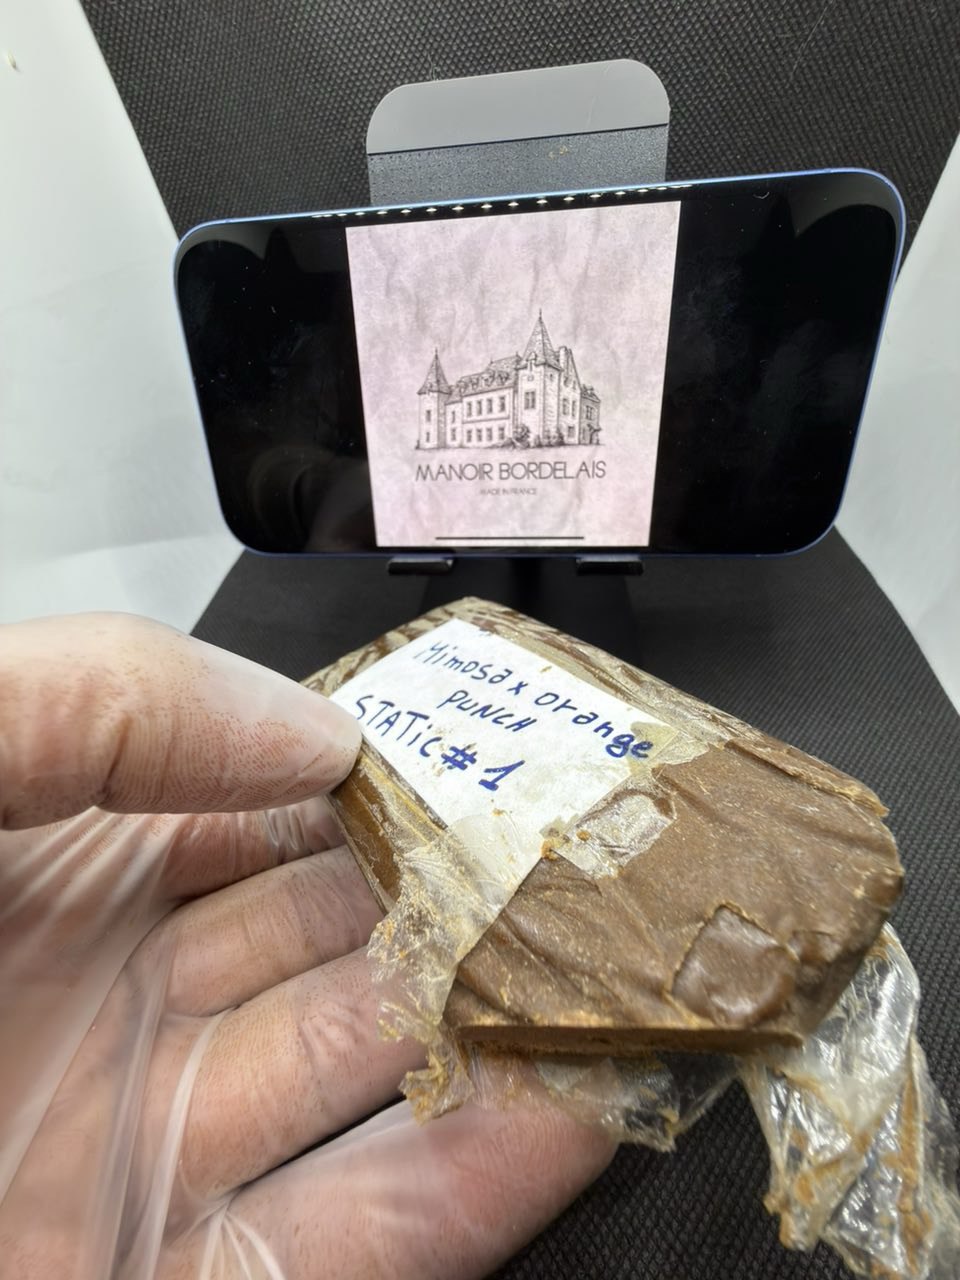 MANOIR BORDELAIS
MADE IN FRANCE
Mimosa x orange
PUNCH
STATiC #1